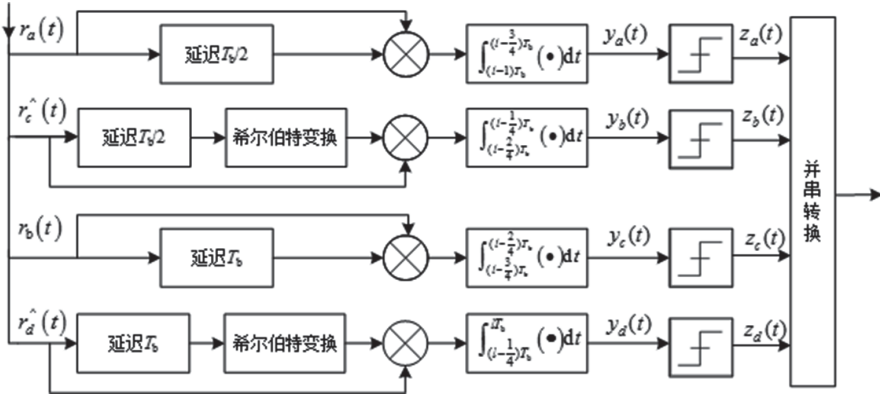 r_a(t) 延迟T_b/2 ∫_{(i-1)T_b}^{(i-3/4)T_b}(•)dt y_a(t) z_a(t)
r_c^(t) 延迟T_b/2 希尔伯特变换 ∫_{(i-2/4)T_b}^{(i-1/4)T_b}(•)dt y_b(t) z_b(t)
r_b(t) 延迟T_b ∫_{(i-3/4)T_b}^{(i-2/4)T_b}(•)dt y_c(t) z_c(t)
r_d^(t) 延迟T_b 希尔伯特变换 ∫_{(i-1/4)T_b}^{iT_b}(•)dt y_d(t) z_d(t)
并串转换